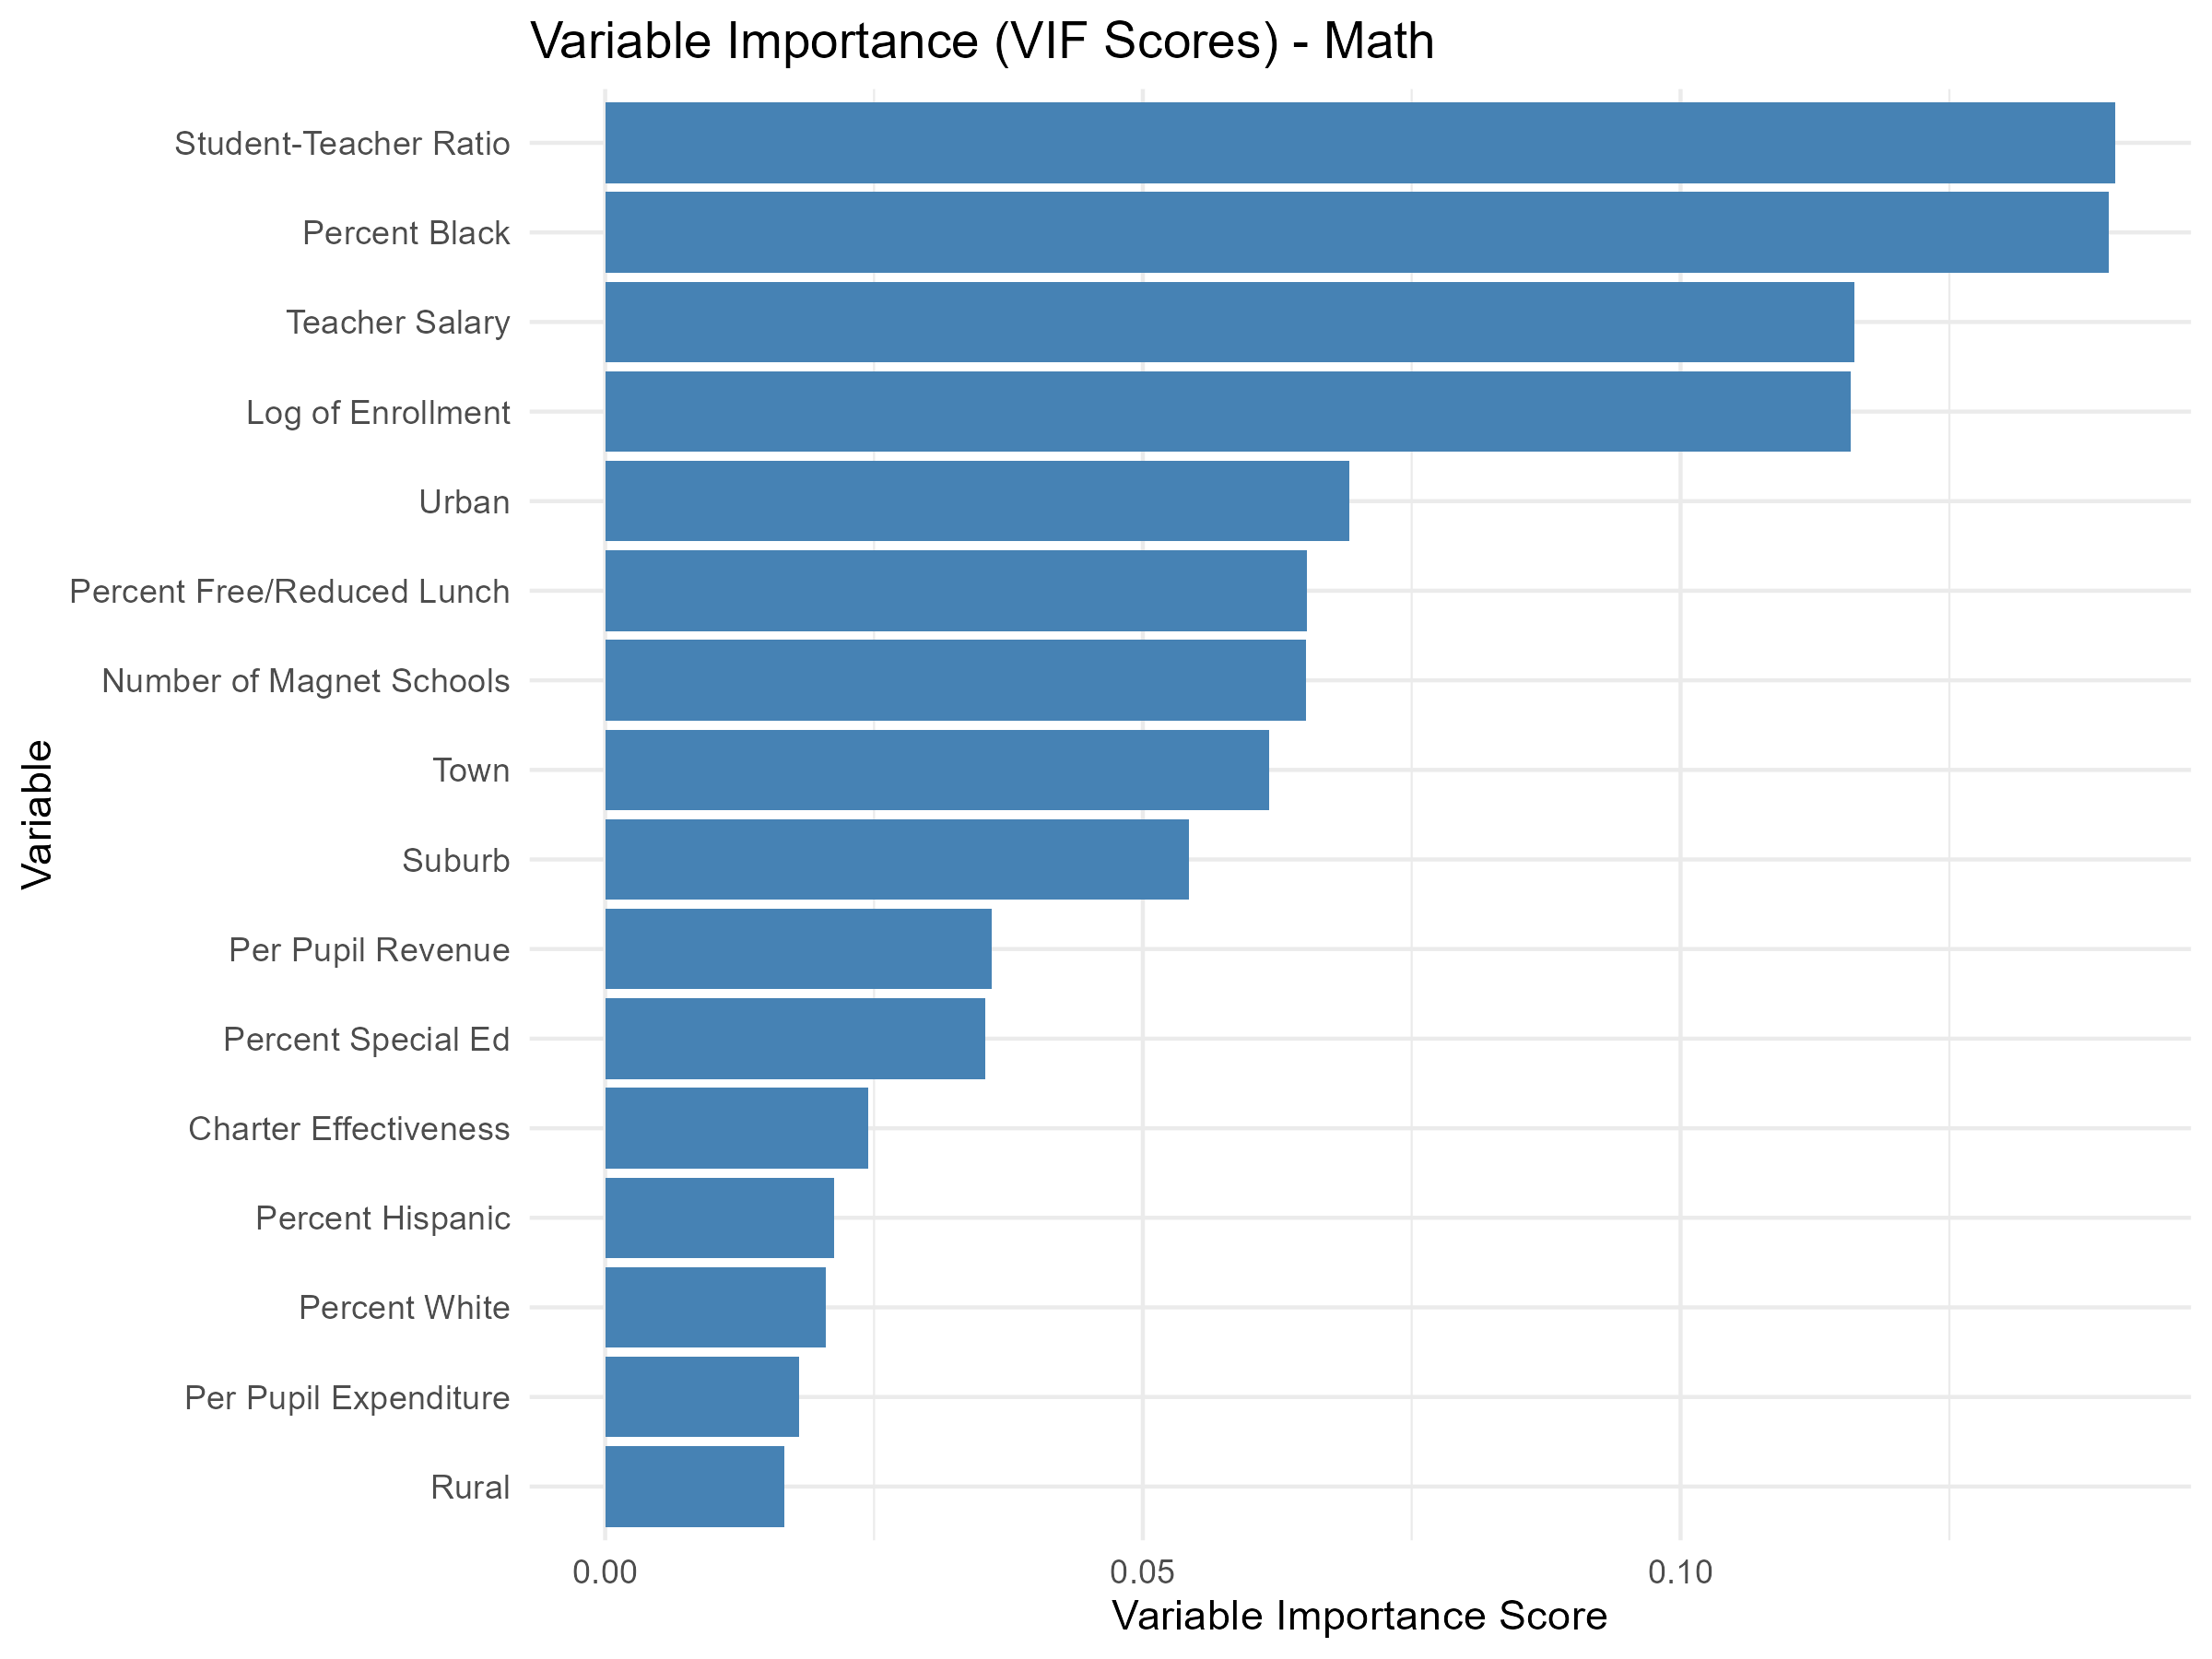 Variable Importance (VIF Scores) - Math
Variable
Student-Teacher Ratio
Percent Black
Teacher Salary
Log of Enrollment
Urban
Percent Free/Reduced Lunch
Number of Magnet Schools
Town
Suburb
Per Pupil Revenue
Percent Special Ed
Charter Effectiveness
Percent Hispanic
Percent White
Per Pupil Expenditure
Rural
0.00 0.05 0.10
Variable Importance Score